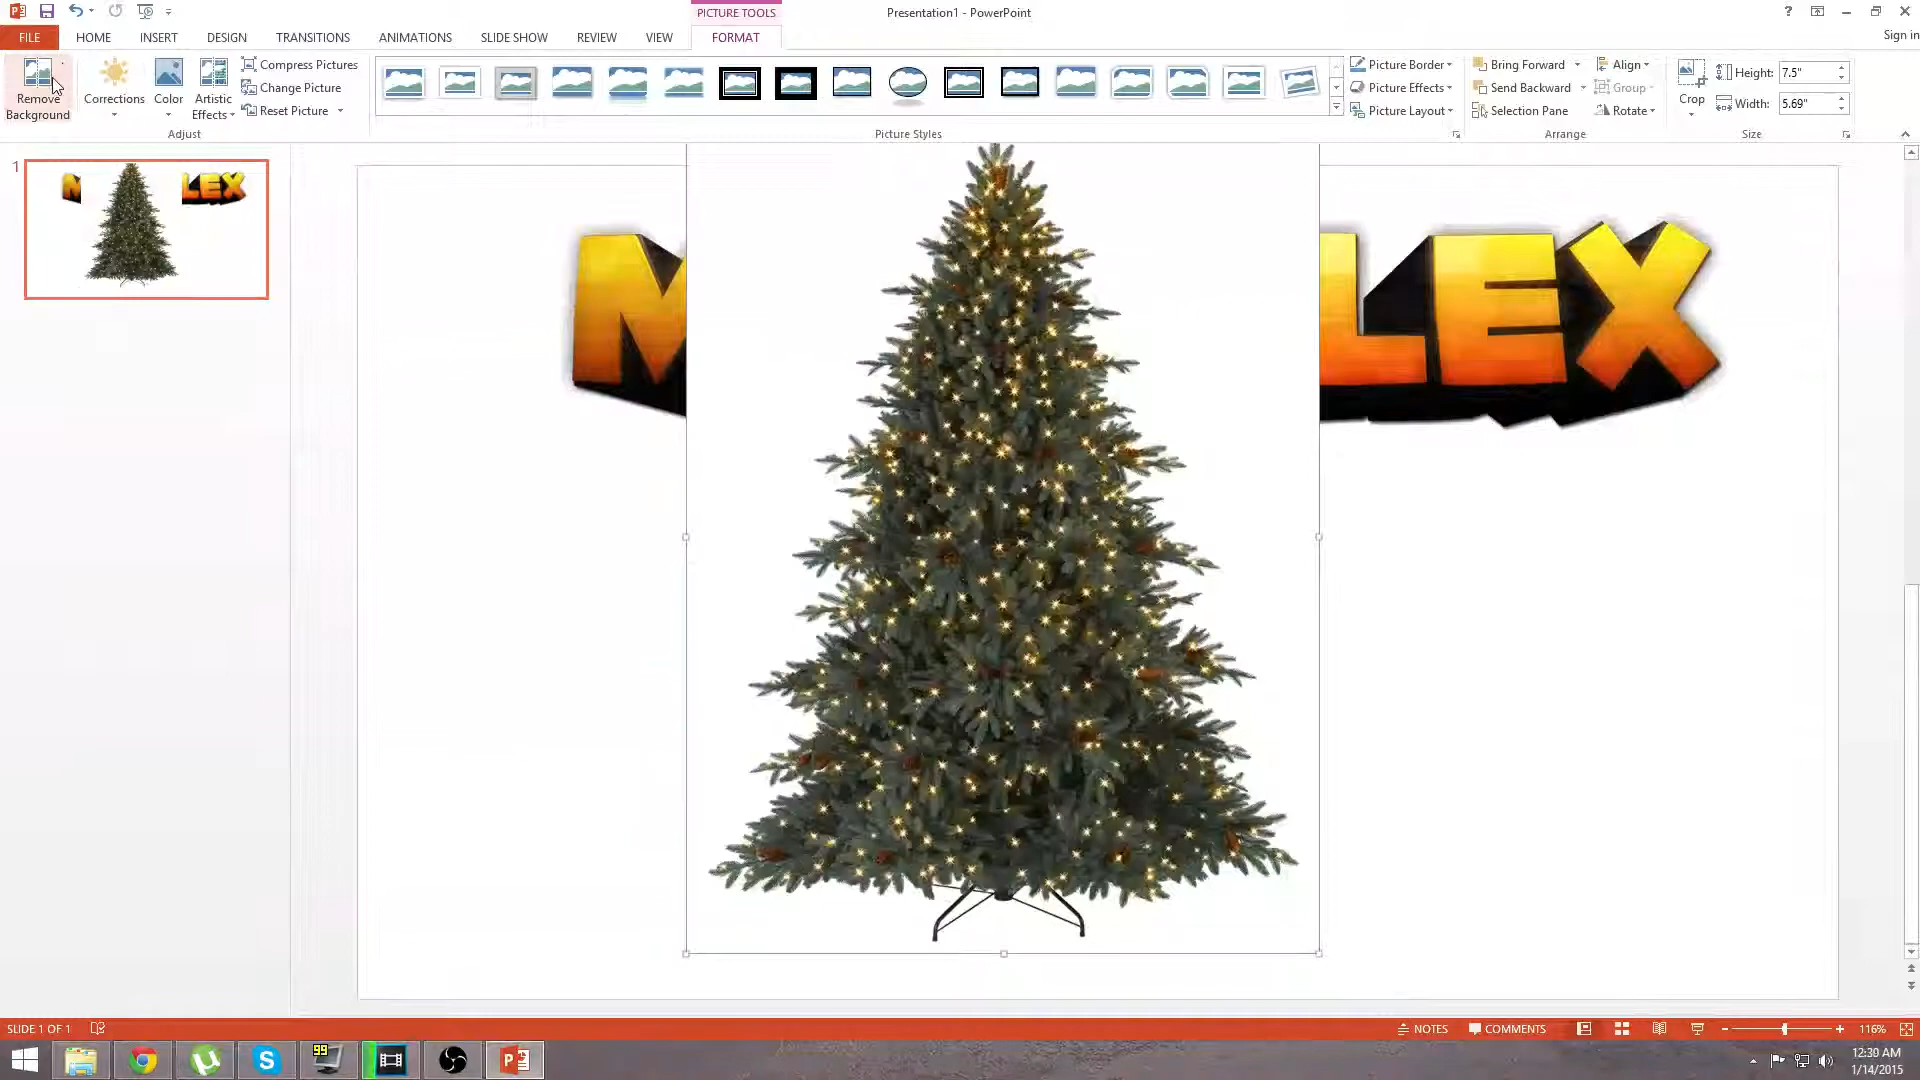 PICTURE TOOLS
Presentation1 - PowerPoint
?
FILE
HOME
INSERT
DESIGN
TRANSITIONS
ANIMATIONS
SLIDE SHOW
REVIEW
VIEW
FORMAT
Sign in
Remove Background
Corrections
Color
Artistic Effects
Compress Pictures
Change Picture
Reset Picture
Adjust
Picture Styles
Picture Border
Picture Effects
Picture Layout
Bring Forward
Send Backward
Selection Pane
Align
Group
Rotate
Arrange
Crop
Height: 7.5"
Width: 5.69"
Size
1
M LEX
M LEX
SLIDE 1 OF 1
NOTES
COMMENTS
116%
99
12:30 AM
1/14/2015